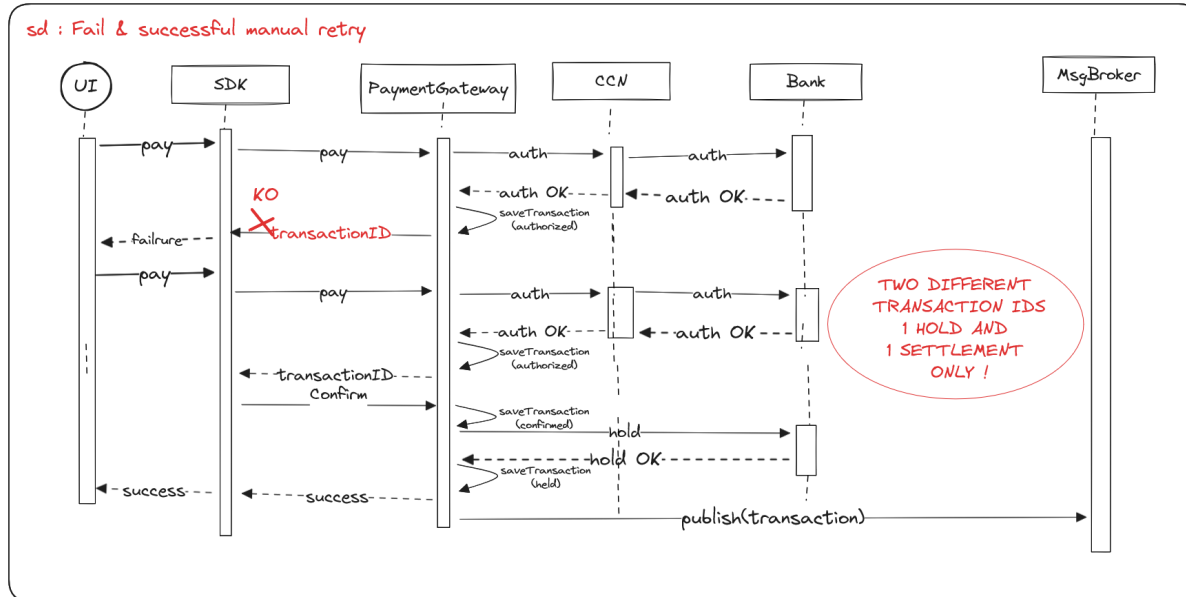 sd : Fail & successful manual retry
UI
SDK
PaymentGateway
CCN
Bank
MsgBroker
pay
pay
auth
auth
auth OK
auth OK
KO
saveTransaction
(authorized)
transactionID
failrure
pay
pay
auth
auth
TWO DIFFERENT
TRANSACTION IDS
1 HOLD AND
1 SETTLEMENT
ONLY !
auth OK
auth OK
saveTransaction
(authorized)
transactionID
Confirm
saveTransaction
(confirmed)
hold
hold OK
saveTransaction
(held)
success
success
publish(transaction)